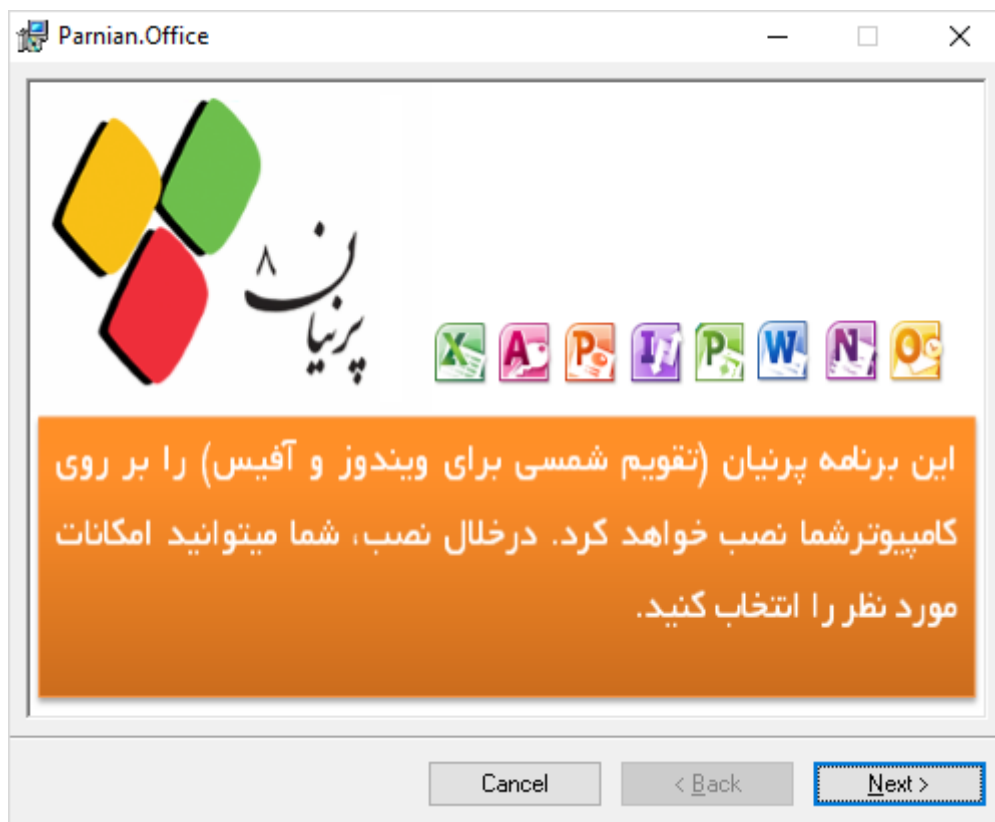 Parnian.Office
پرنیان ۸
X A P I P W N O
این برنامه پرنیان (تقویم شمسی برای ویندوز و آفیس) را بر روی
کامپیوترشما نصب خواهد کرد. درخلال نصب، شما میتوانید امکانات
مورد نظر را انتخاب کنید.
Cancel < Back Next >